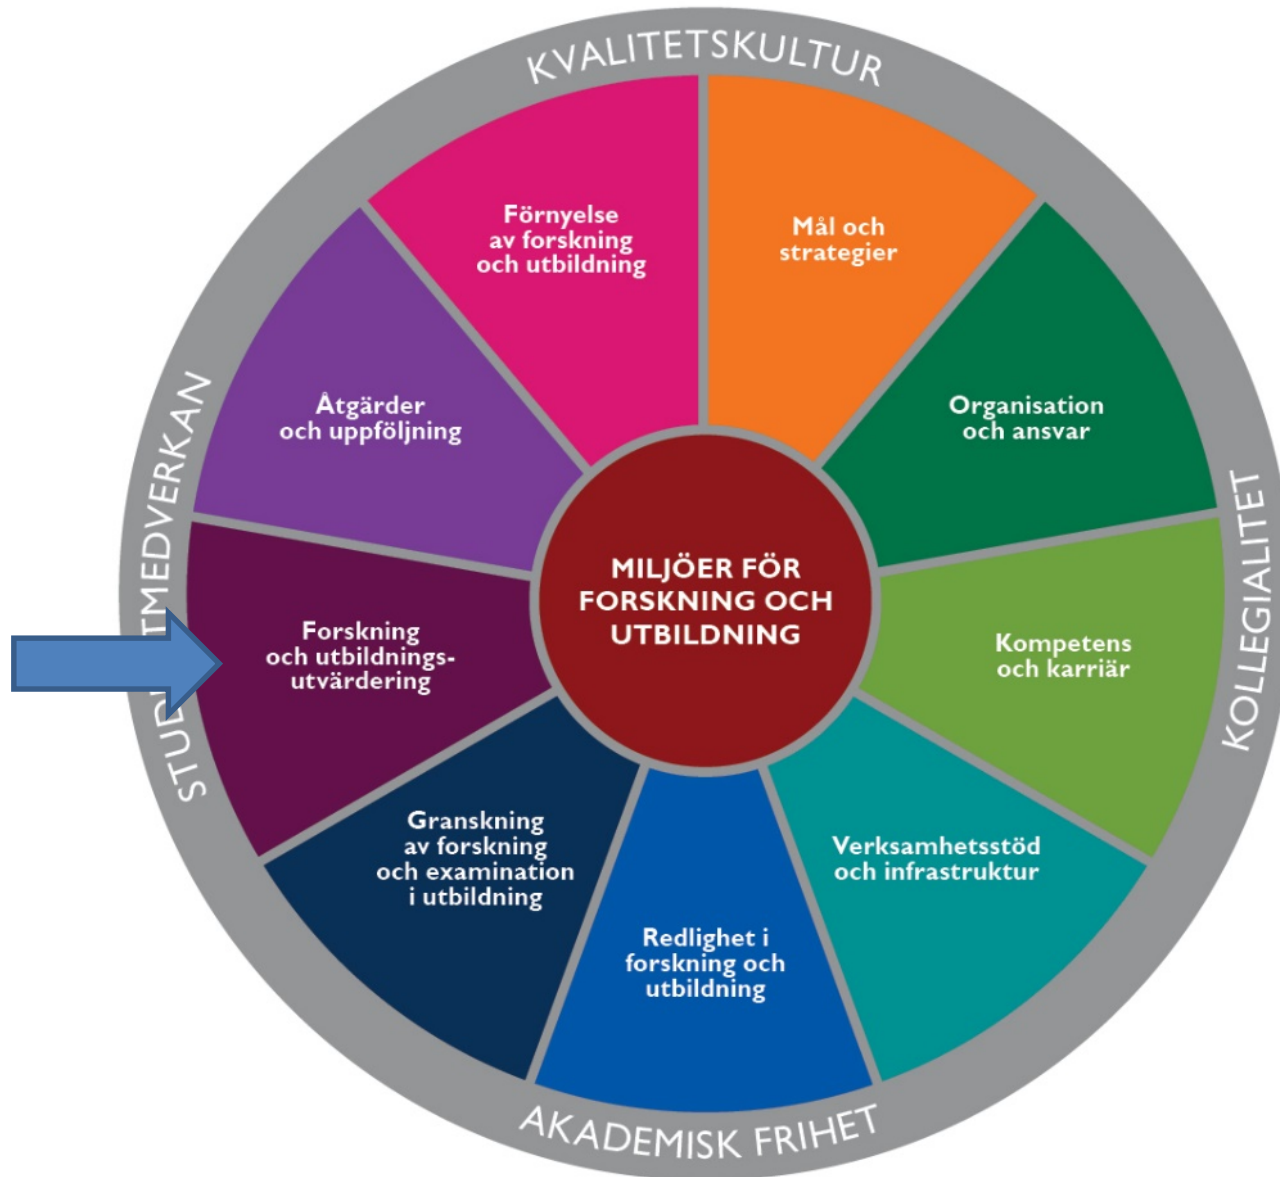 KVALITETSKULTUR
Förnyelse
av forskning
och utbildning
Mål och
strategier
Organisation
och ansvar
Kompetens
och karriär
Verksamhetsstöd
och infrastruktur
Redlighet i
forskning och
utbildning
Granskning
av forskning
och examination
i utbildning
Forskning
och utbildnings-
utvärdering
Åtgärder
och uppföljning
MILJÖER FÖR
FORSKNING OCH
UTBILDNING
KOLLEGIALITET
AKADEMISK FRIHET
STUDENTMEDVERKAN